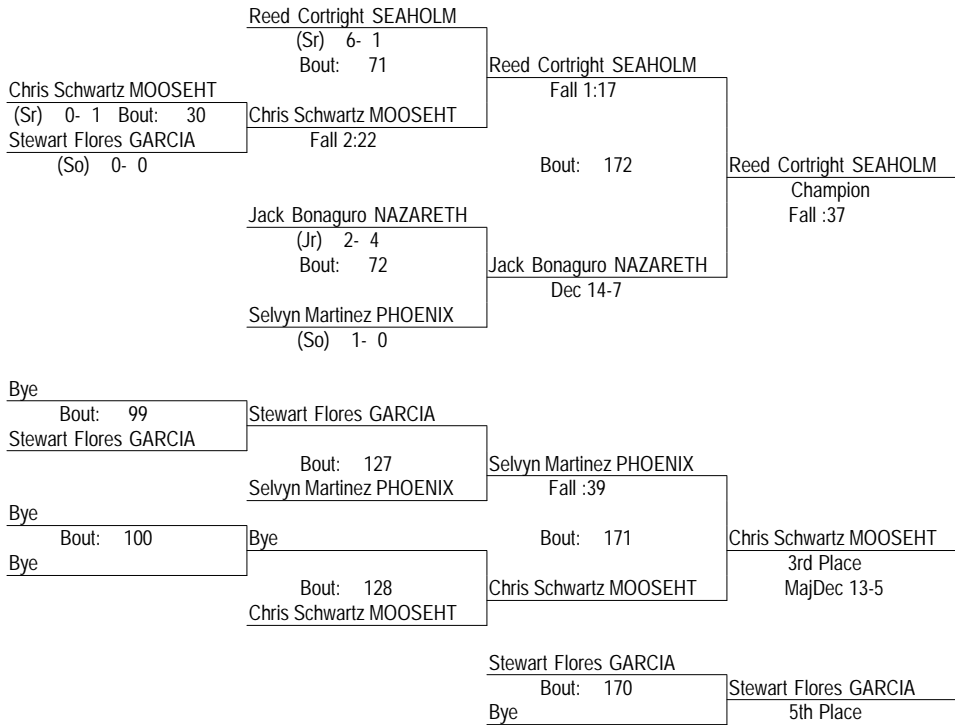 Reed Cortright SEAHOLM
(Sr) 6- 1
Bout: 71
Reed Cortright SEAHOLM
Chris Schwartz MOOSEHT
Fall 1:17
(Sr) 0- 1 Bout: 30
Chris Schwartz MOOSEHT
Stewart Flores GARCIA
Fall 2:22
(So) 0- 0
Bout: 172
Reed Cortright SEAHOLM
Champion
Jack Bonaguro NAZARETH
Fall :37
(Jr) 2- 4
Bout: 72
Jack Bonaguro NAZARETH
Dec 14-7
Selvyn Martinez PHOENIX
(So) 1- 0
Bye
Bout: 99
Stewart Flores GARCIA
Stewart Flores GARCIA
Bout: 127
Selvyn Martinez PHOENIX
Selvyn Martinez PHOENIX
Fall :39
Bye
Bout: 100
Bye
Bout: 171
Chris Schwartz MOOSEHT
Bye
3rd Place
Bout: 128
Chris Schwartz MOOSEHT
MajDec 13-5
Chris Schwartz MOOSEHT
Stewart Flores GARCIA
Bout: 170
Stewart Flores GARCIA
Bye
5th Place